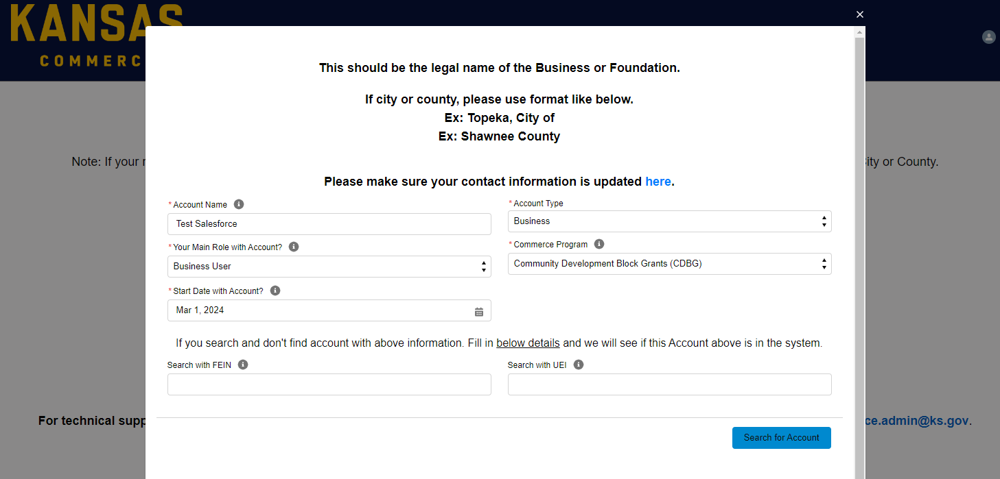 KANSAS
COMMERC
This should be the legal name of the Business or Foundation.
If city or county, please use format like below.
Ex: Topeka, City of
Ex: Shawnee County
Note: If your
ity or County.
Please make sure your contact information is updated here.
* Account Name
* Account Type
Test Salesforce
Business
* Your Main Role with Account?
* Commerce Program
Business User
Community Development Block Grants (CDBG)
* Start Date with Account?
Mar 1, 2024
If you search and don't find account with above information. Fill in below details and we will see if this Account above is in the system.
Search with FEIN
Search with UEI
For technical supp
ce.admin@ks.gov.
Search for Account